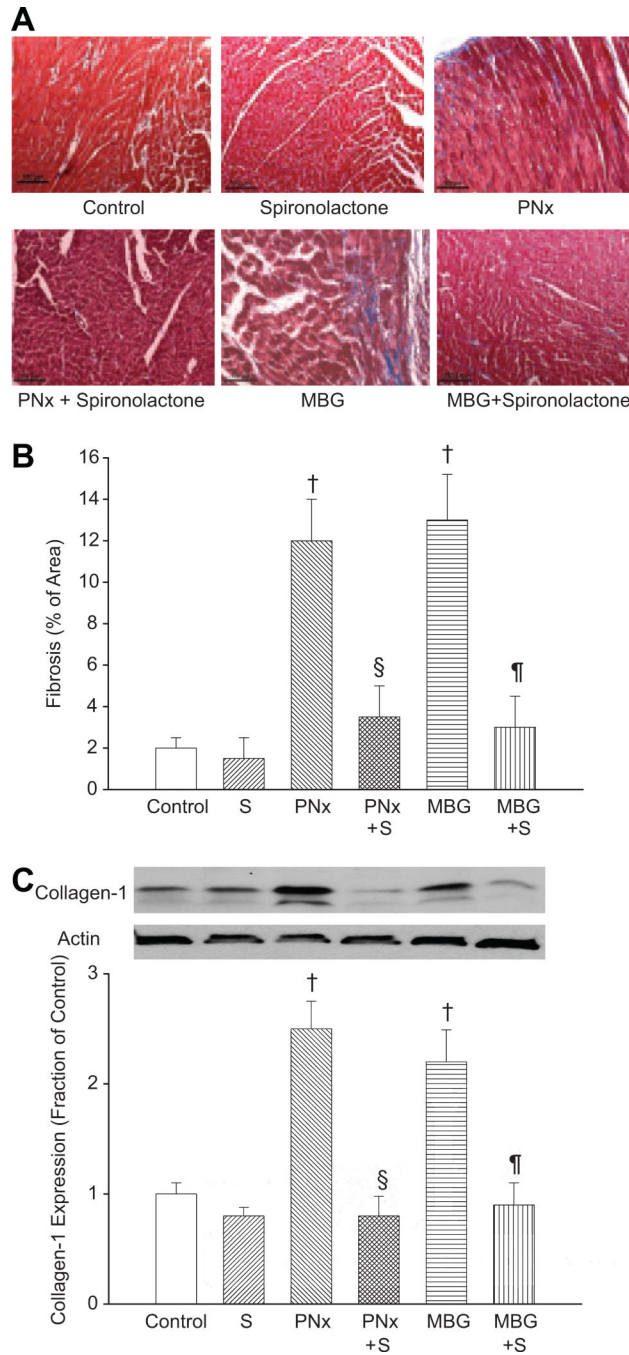 A
Control
Spironolactone
PNx
PNx + Spironolactone
MBG
MBG+Spironolactone
B
Fibrosis (% of Area)
16
14
12
10
8
6
4
2
0
†
§
†
¶
Control
S
PNx
PNx
+S
MBG
MBG
+S
C
Collagen-1
Actin
Collagen-1 Expression (Fraction of Control)
3
2
1
0
†
§
†
¶
Control
S
PNx
PNx
+S
MBG
MBG
+S